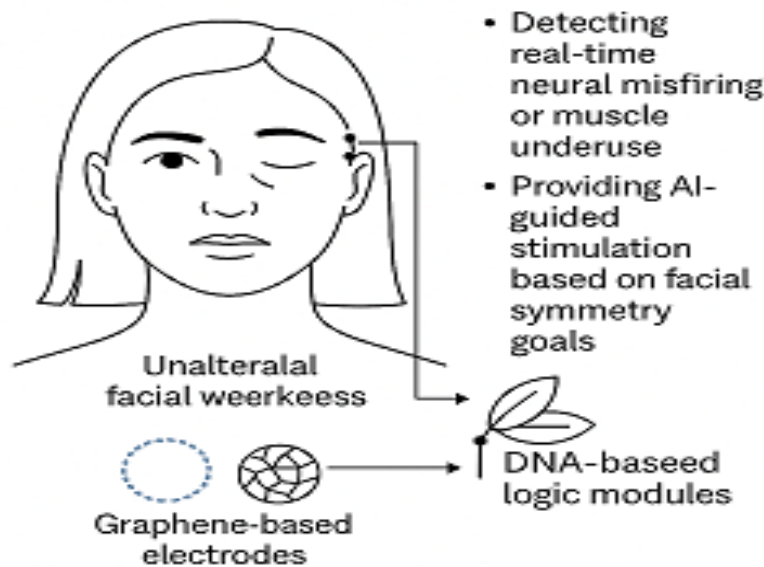 • Detecting
real-time
neural misfiring
or muscle
underuse
• Providing AI-
guided
stimulation
based on facial
symmetry
goals
Unalteralal
facial weerkeess
DNA-baseed
logic modules
Graphene-based
electrodes